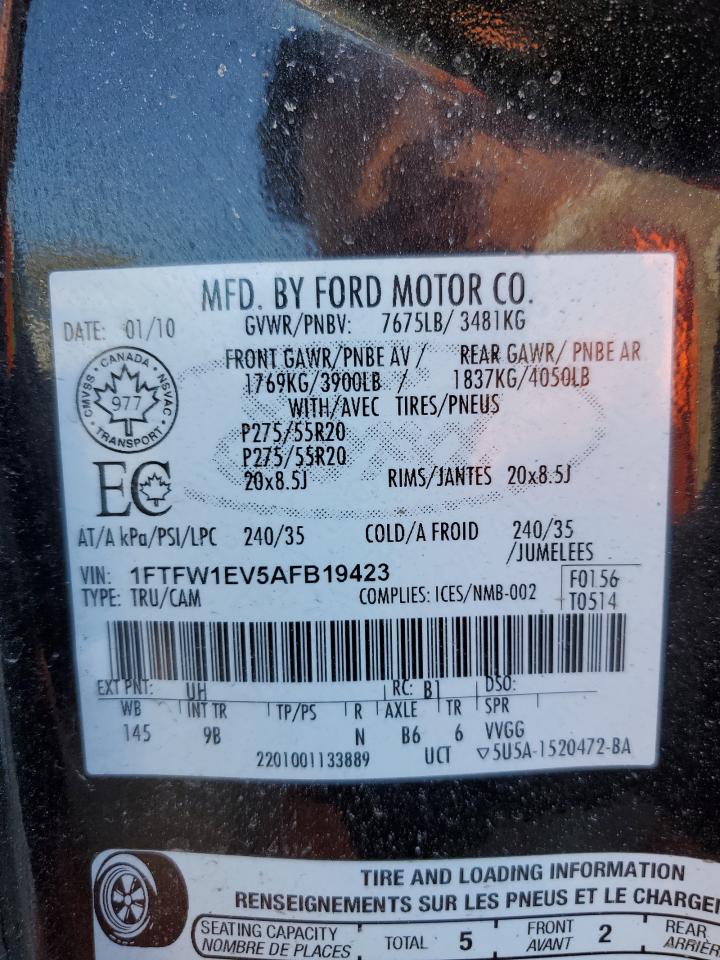 MFD. BY FORD MOTOR CO.
DATE: 01/10 GVWR/PNBV: 7675LB/ 3481KG
FRONT GAWR/PNBE AV / REAR GAWR/ PNBE AR
1769KG/3900LB / 1837KG/4050LB
WITH/AVEC TIRES/PNEUS
CANADA
CMVSS NSVAC
977
TRANSPORT
P275/55R20
P275/55R20
EC
20x8.5J RIMS/JANTES 20x8.5J
AT/A kPa/PSI/LPC 240/35 COLD/A FROID 240/35
/JUMELEES
VIN: 1FTFW1EV5AFB19423 F0156
TYPE: TRU/CAM COMPLIES: ICES/NMB-002 T0514
EXT PNT: UH RC: B1 DSO:
WB INT TR TP/PS R AXLE TR SPR
145 9B N B6 6 VVGG
2201001133889 UCT ▽5U5A-1520472-BA
TIRE AND LOADING INFORMATION
RENSEIGNEMENTS SUR LES PNEUS ET LE CHARGE
SEATING CAPACITY TOTAL 5 FRONT 2 REAR
NOMBRE DE PLACES AVANT ARRIÈR